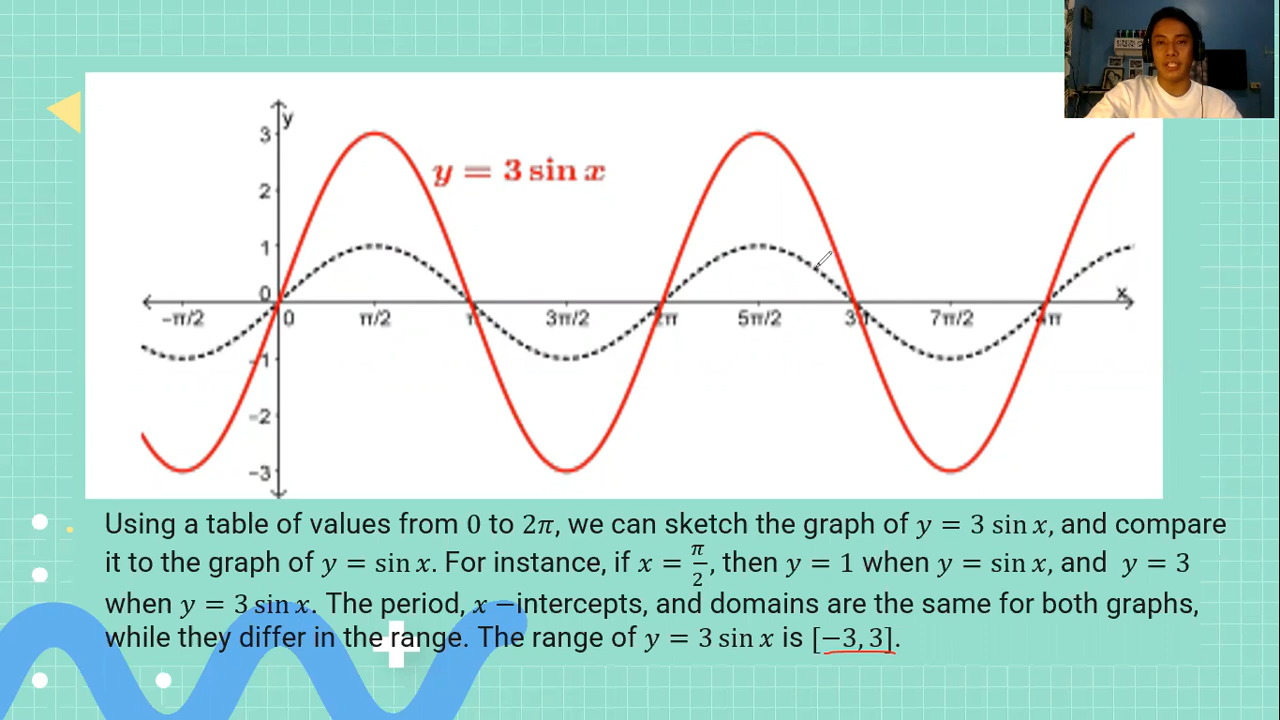 y
3
y = 3 sin x
2
1
0
x
−π/2
0
π/2
3π/2
2π
5π/2
3π
7π/2
4π
-1
−2
−3
Using a table of values from 0 to 2π, we can sketch the graph of y = 3 sin x, and compare
it to the graph of y = sin x. For instance, if x = π/2, then y = 1 when y = sin x, and y = 3
when y = 3 sin x. The period, x −intercepts, and domains are the same for both graphs,
while they differ in the range. The range of y = 3 sin x is [−3, 3].